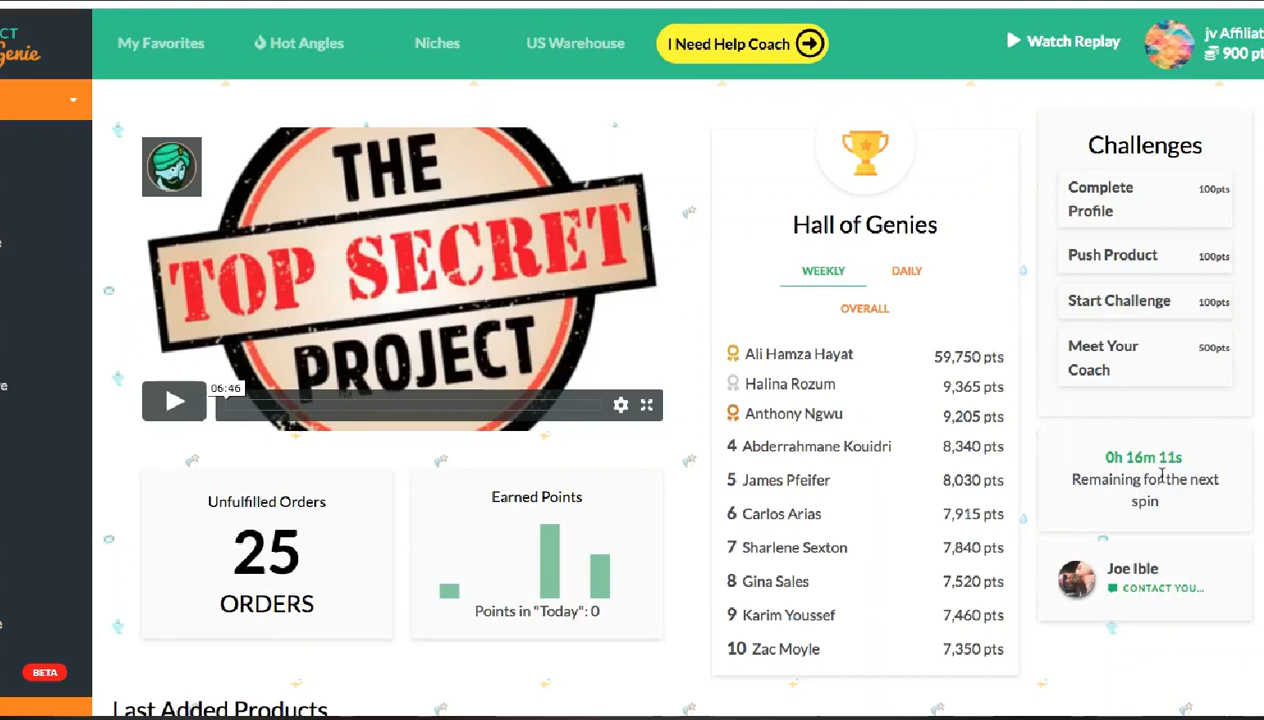 CT
Genie
My Favorites
Hot Angles
Niches
US Warehouse
I Need Help Coach
Watch Replay
jv Affiliat
900 pt
THE
TOP SECRET
PROJECT
06:46
Unfulfilled Orders
25
ORDERS
Earned Points
Points in "Today": 0
Hall of Genies
WEEKLY
DAILY
OVERALL
Ali Hamza Hayat 59,750 pts
Halina Rozum 9,365 pts
Anthony Ngwu 9,205 pts
4 Abderrahmane Kouidri 8,340 pts
5 James Pfeifer 8,030 pts
6 Carlos Arias 7,915 pts
7 Sharlene Sexton 7,840 pts
8 Gina Sales 7,520 pts
9 Karim Youssef 7,460 pts
10 Zac Moyle 7,350 pts
Challenges
Complete 100pts
Profile
Push Product 100pts
Start Challenge 100pts
Meet Your 500pts
Coach
0h 16m 11s
Remaining for the next
spin
Joe Ible
CONTACT YOU...
e
re
e
BETA
Last Added Products